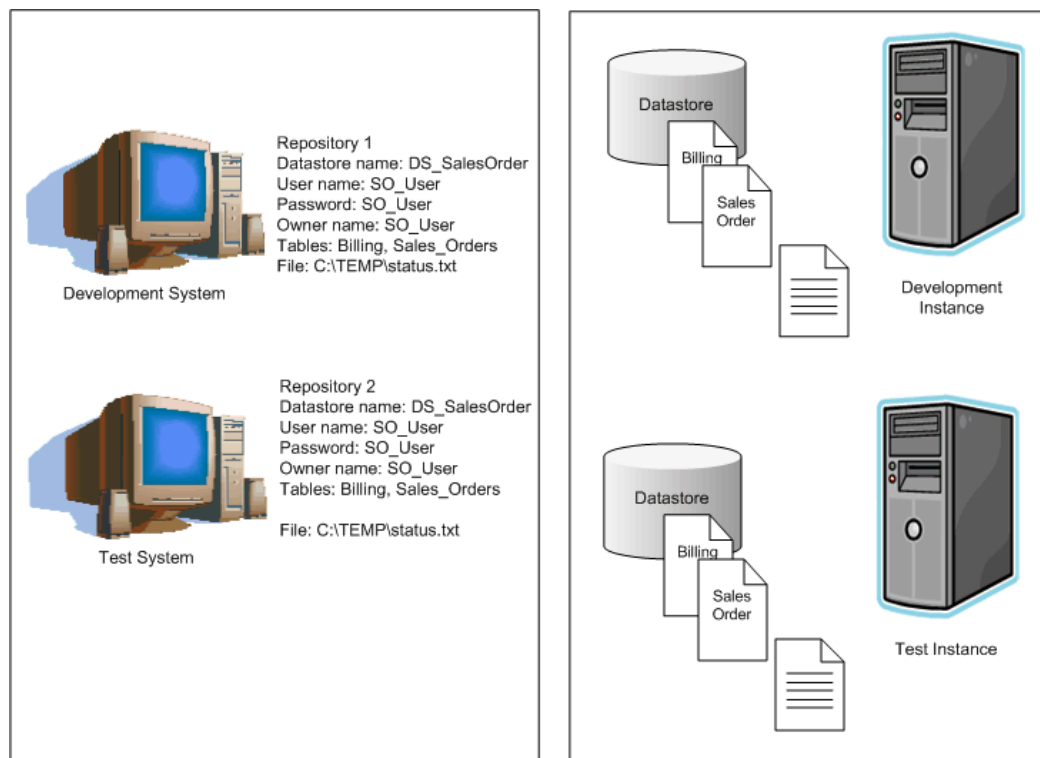 Repository 1
Datastore name: DS_SalesOrder
User name: SO_User
Password: SO_User
Owner name: SO_User
Tables: Billing, Sales_Orders
File: C:\TEMP\status.txt
Development System
Repository 2
Datastore name: DS_SalesOrder
User name: SO_User
Password: SO_User
Owner name: SO_User
Tables: Billing, Sales_Orders
File: C:\TEMP\status.txt
Test System
Datastore
Billing
Sales
Order
Development
Instance
Datastore
Billing
Sales
Order
Test Instance